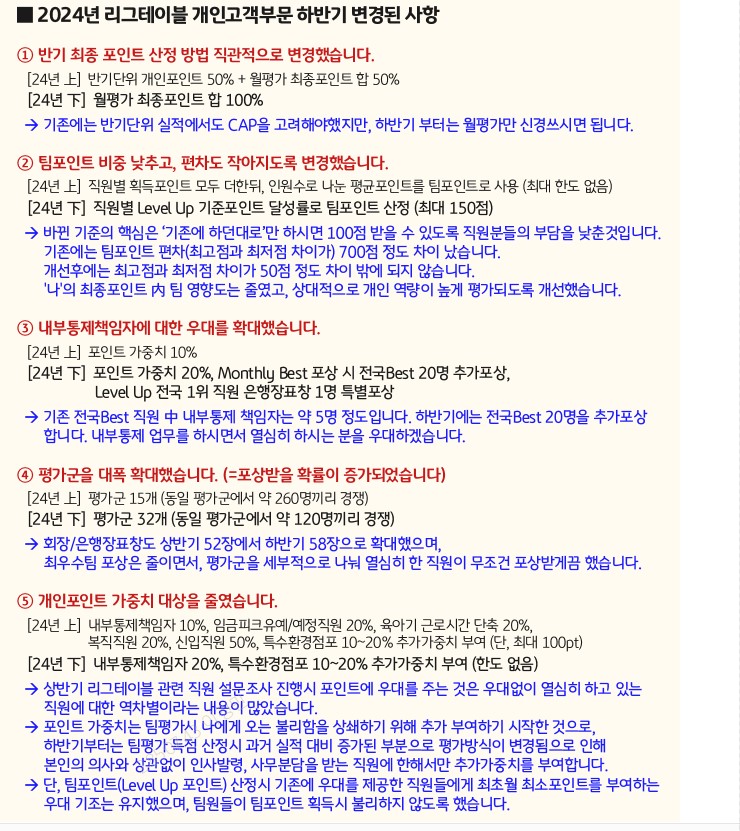 ■ 2024년 리그테이블 개인고객부문 하반기 변경된 사항
① 반기 최종 포인트 산정 방법 직관적으로 변경했습니다.
[24년 上] 반기단위 개인포인트 50% + 월평가 최종포인트 합 50%
[24년 下] 월평가 최종포인트 합 100%
→ 기존에는 반기단위 실적에서도 CAP을 고려해야했지만, 하반기 부터는 월평가만 신경쓰시면 됩니다.
② 팀포인트 비중 낮추고, 편차도 작아지도록 변경했습니다.
[24년 上] 직원별 획득포인트 모두 더한뒤, 인원수로 나눈 평균포인트를 팀포인트로 사용 (최대 한도 없음)
[24년 下] 직원별 Level Up 기준포인트 달성률로 팀포인트 산정 (최대 150점)
→ 바뀐 기준의 핵심은 '기존에 하던대로'만 하시면 100점 받을 수 있도록 직원분들의 부담을 낮춘것입니다.
기존에는 팀포인트 편차(최고점과 최저점 차이가) 700점 정도 차이 났습니다.
개선후에는 최고점과 최저점 차이가 50점 정도 차이 밖에 되지 않습니다.
'나'의 최종포인트 內 팀 영향도는 줄였고, 상대적으로 개인 역량이 높게 평가되도록 개선했습니다.
③ 내부통제책임자에 대한 우대를 확대했습니다.
[24년 上] 포인트 가중치 10%
[24년 下] 포인트 가중치 20%, Monthly Best 포상 시 전국Best 20명 추가포상,
Level Up 전국 1위 직원 은행장표창 1명 특별포상
→ 기존 전국Best 직원 中 내부통제 책임자는 약 5명 정도입니다. 하반기에는 전국Best 20명을 추가포상
합니다. 내부통제 업무를 하시면서 열심히 하시는 분을 우대하겠습니다.
④ 평가군을 대폭 확대했습니다. (=포상받을 확률이 증가되었습니다)
[24년 上] 평가군 15개 (동일 평가군에서 약 260명끼리 경쟁)
[24년 下] 평가군 32개 (동일 평가군에서 약 120명끼리 경쟁)
→ 회장/은행장표창도 상반기 52장에서 하반기 58장으로 확대했으며,
최우수팀 포상은 줄이면서, 평가군을 세부적으로 나눠 열심히 한 직원이 무조건 포상받게끔 했습니다.
⑤ 개인포인트 가중치 대상을 줄였습니다.
[24년 上] 내부통제책임자 10%, 임금피크유예/예정직원 20%, 육아기 근로시간 단축 20%,
복직직원 20%, 신입직원 50%, 특수환경점포 10~20% 추가가중치 부여 (단, 최대 100pt)
[24년 下] 내부통제책임자 20%, 특수환경점포 10~20% 추가가중치 부여 (한도 없음)
→ 상반기 리그테이블 관련 직원 설문조사 진행시 포인트에 우대를 주는 것은 우대없이 열심히 하고 있는
직원에 대한 역차별이라는 내용이 많았습니다.
→ 포인트 가중치는 팀평가시 나에게 오는 불리함을 상쇄하기 위해 추가 부여하기 시작한 것으로,
하반기부터는 팀평가 득점 산정시 과거 실적 대비 증가된 부분으로 평가방식이 변경됨으로 인해
본인의 의사와 상관없이 인사발령, 사무분담을 받는 직원에 한해서만 추가가중치를 부여합니다.
→ 단, 팀포인트(Level Up 포인트) 산정시 기존에 우대를 제공한 직원들에게 최초월 최소포인트를 부여하는
우대 기조는 유지했으며, 팀원들이 팀포인트 획득시 불리하지 않도록 했습니다.